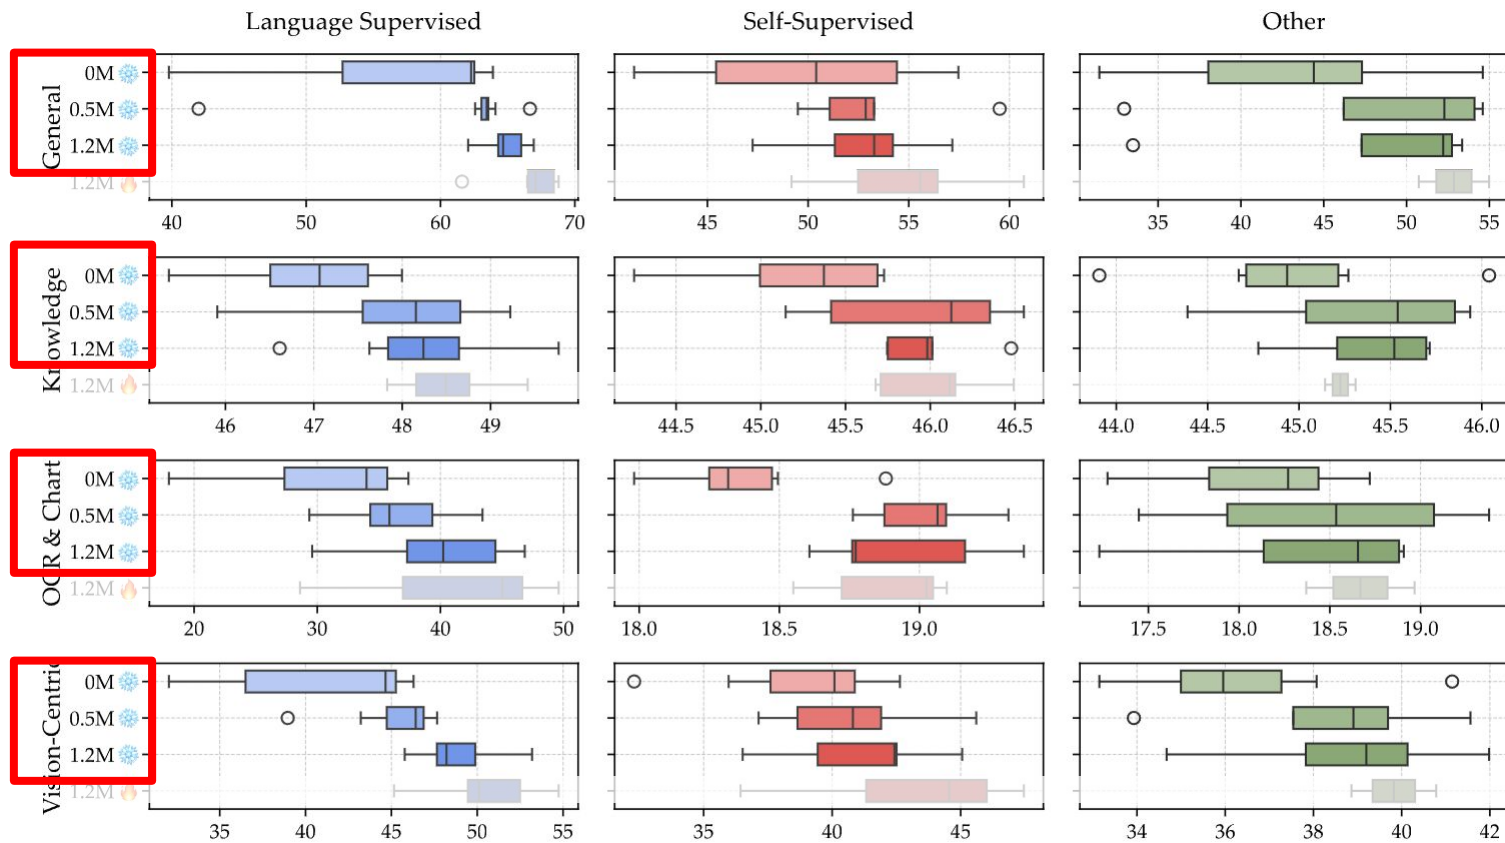 Language Supervised Self-Supervised Other
General
0M
0.5M
1.2M
1.2M
40 50 60 70 45 50 55 60 35 40 45 50 55
Knowledge
0M
0.5M
1.2M
1.2M
46 47 48 49 44.5 45.0 45.5 46.0 46.5 44.0 44.5 45.0 45.5 46.0
OCR & Chart
0M
0.5M
1.2M
1.2M
20 30 40 50 18.0 18.5 19.0 17.5 18.0 18.5 19.0
Vision-Centric
0M
0.5M
1.2M
1.2M
35 40 45 50 55 35 40 45 34 36 38 40 42